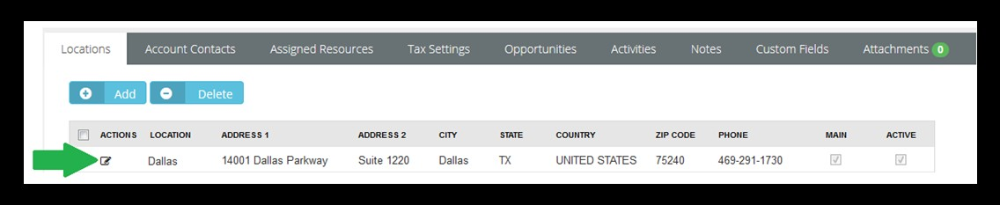 Locations Account Contacts Assigned Resources Tax Settings Opportunities Activities Notes Custom Fields Attachments 0
Add Delete
ACTIONS LOCATION ADDRESS 1 ADDRESS 2 CITY STATE COUNTRY ZIP CODE PHONE MAIN ACTIVE
Dallas 14001 Dallas Parkway Suite 1220 Dallas TX UNITED STATES 75240 469-291-1730